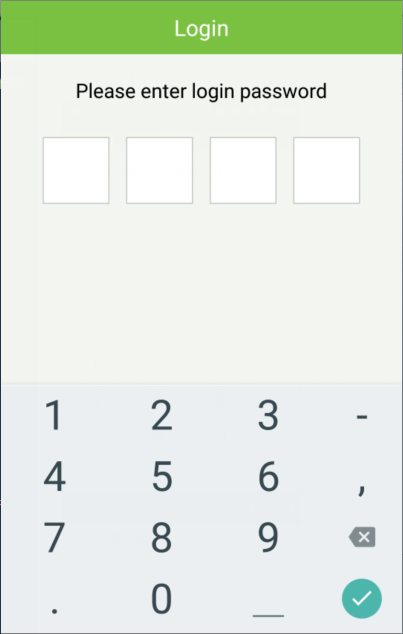 Login
Please enter login password
1 2 3 -
4 5 6 ,
7 8 9
. 0 _